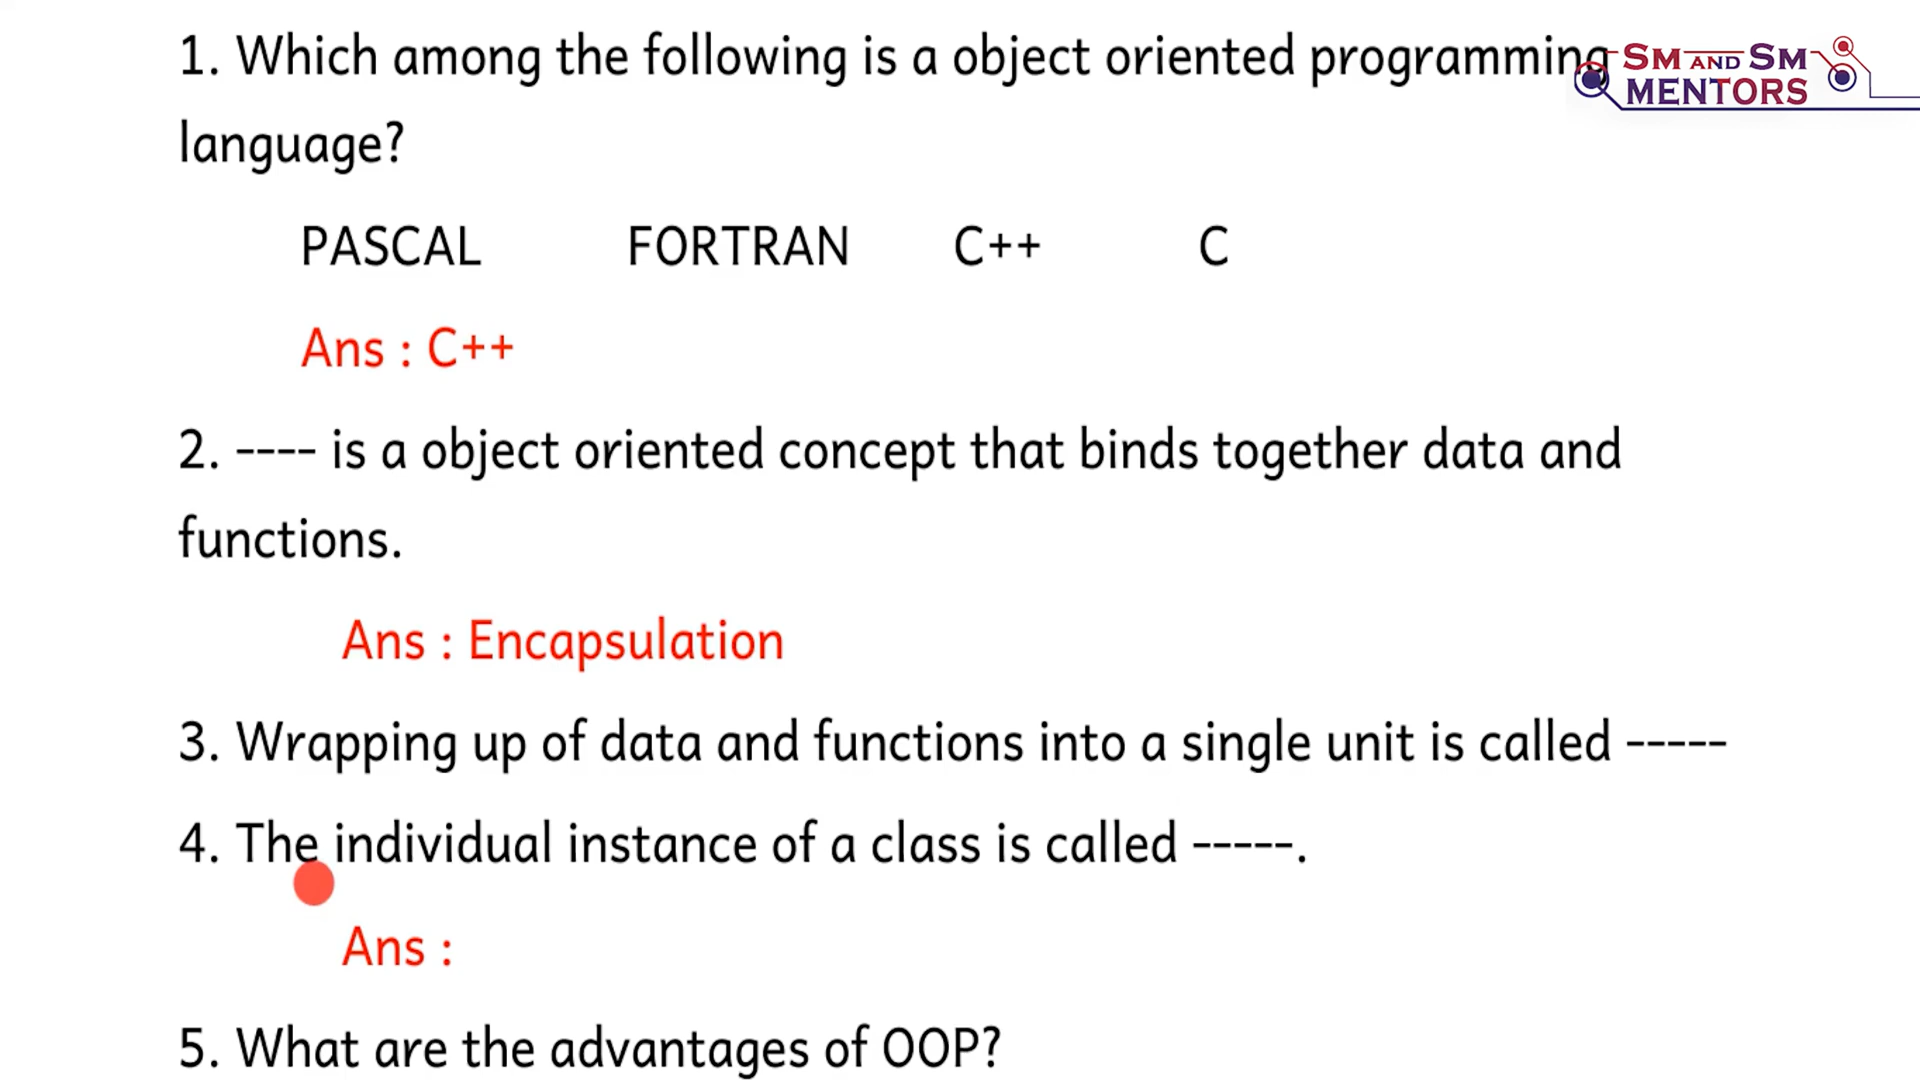 1. Which among the following is a object oriented programming
SM AND SM
MENTORS
language?
PASCAL FORTRAN C++ C
Ans : C++
2. ---- is a object oriented concept that binds together data and
functions.
Ans : Encapsulation
3. Wrapping up of data and functions into a single unit is called -----
4. The individual instance of a class is called -----.
Ans :
5. What are the advantages of OOP?